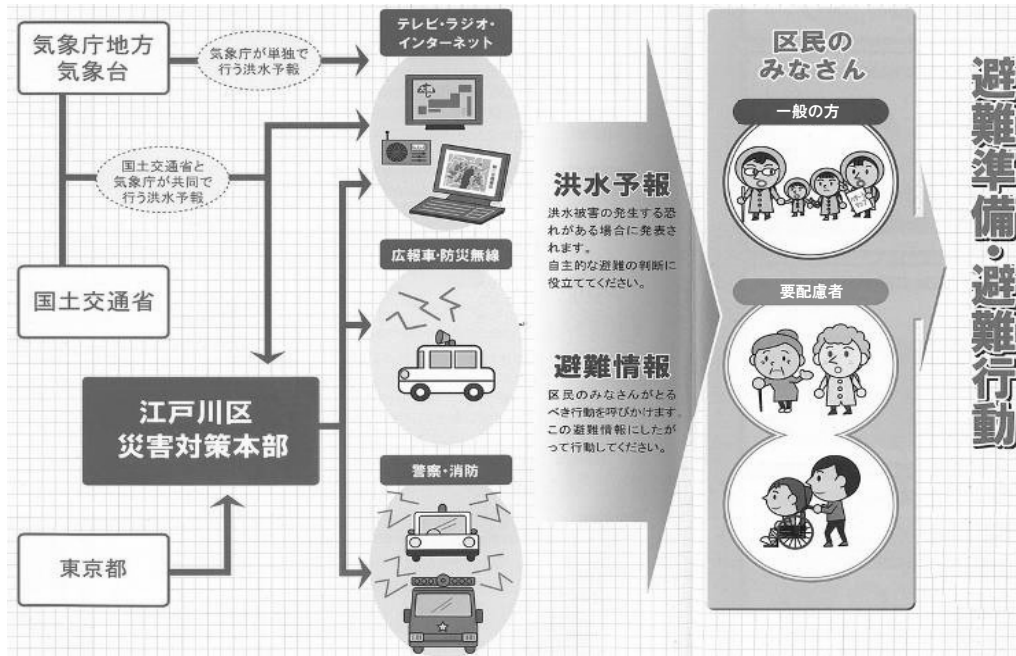 気象庁地方
気象台
気象庁が単独で
行う洪水予報
国土交通省と
気象庁が共同で
行う洪水予報
国土交通省
江戸川区
災害対策本部
東京都
テレビ・ラジオ・
インターネット
広報車・防災無線
警察・消防
洪水予報
洪水被害の発生する恐
れがある場合に発表さ
れます。
自主的な避難の判断に
役立ててください。
避難情報
区民のみなさんがとる
べき行動を呼びかけます。
この避難情報にしたが
って行動してください。
区民の
みなさん
一般の方
要配慮者
避難準備・避難行動